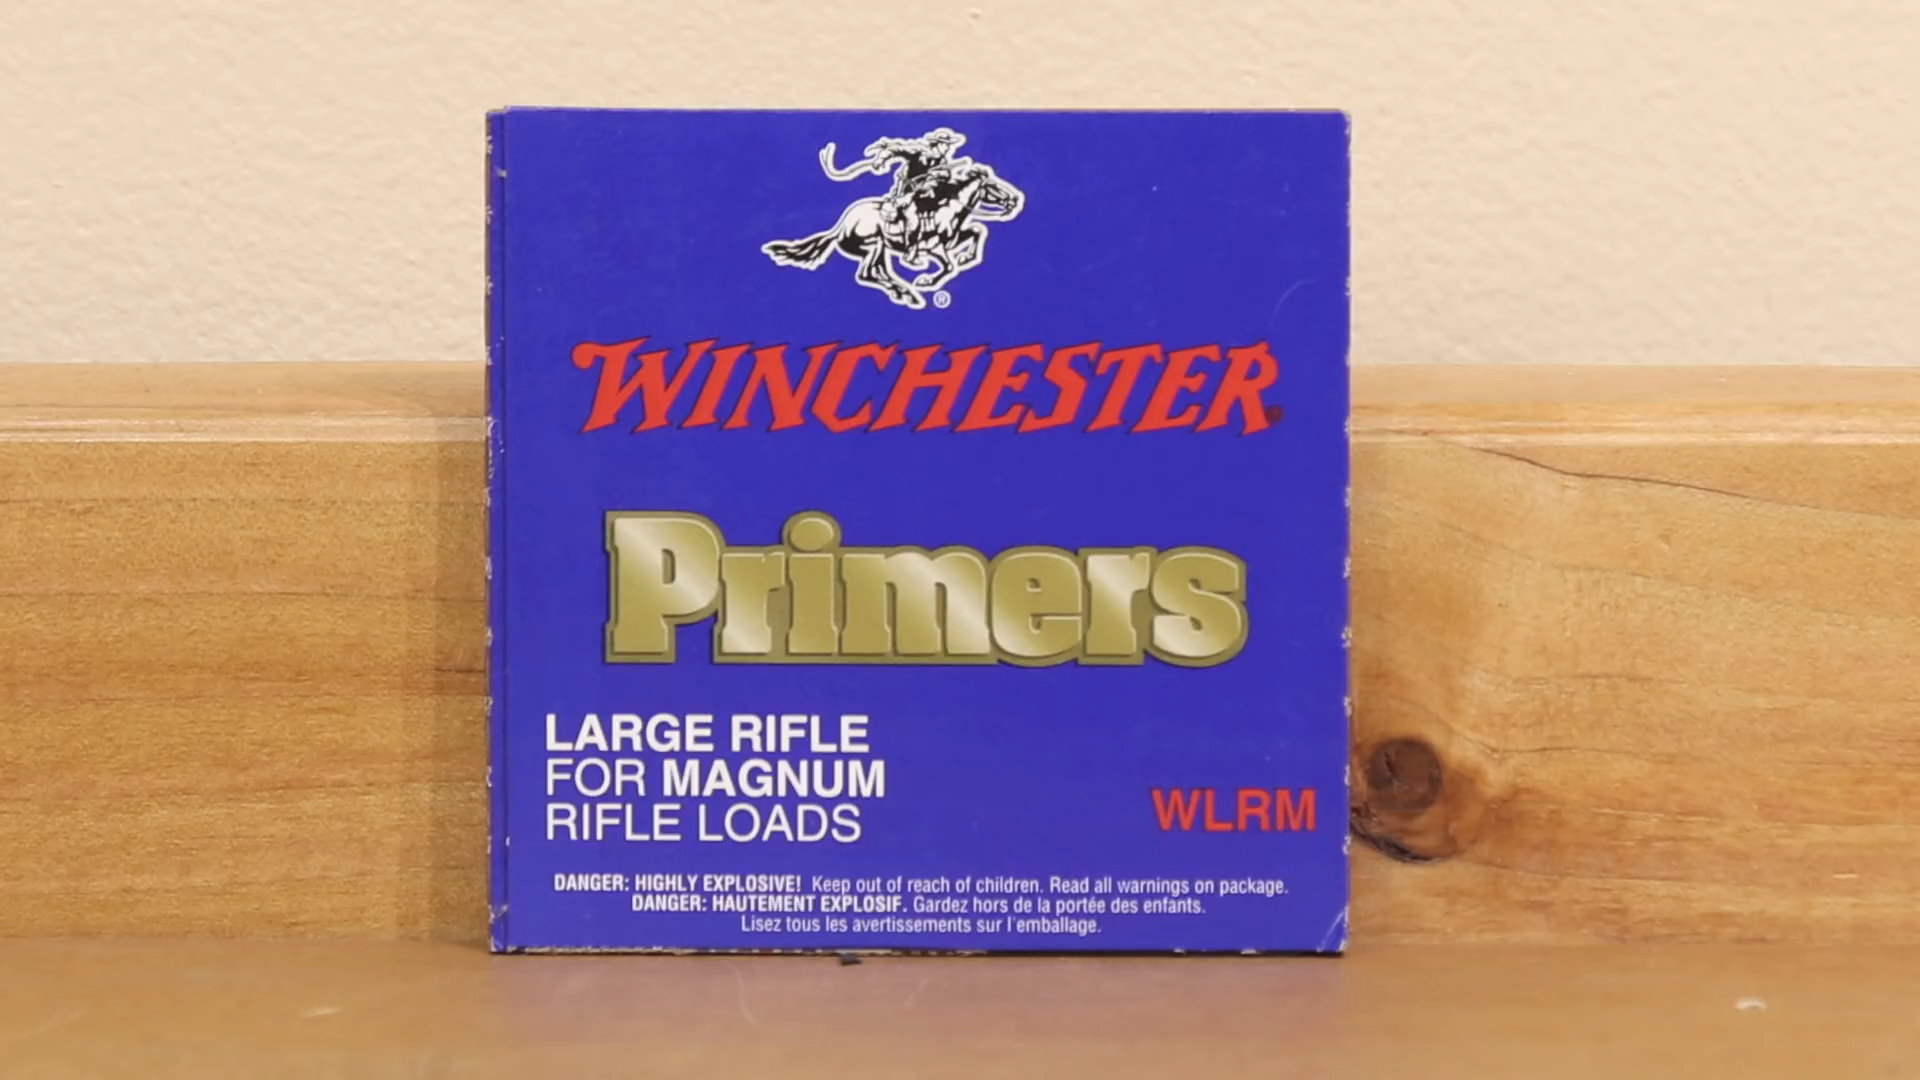 ®
WINCHESTER
Primers
LARGE RIFLE
FOR MAGNUM
RIFLE LOADS
WLRM
DANGER: HIGHLY EXPLOSIVE! Keep out of reach of children. Read all warnings on package.
DANGER: HAUTEMENT EXPLOSIF. Gardez hors de la portée des enfants.
Lisez tous les avertissements sur l'emballage.